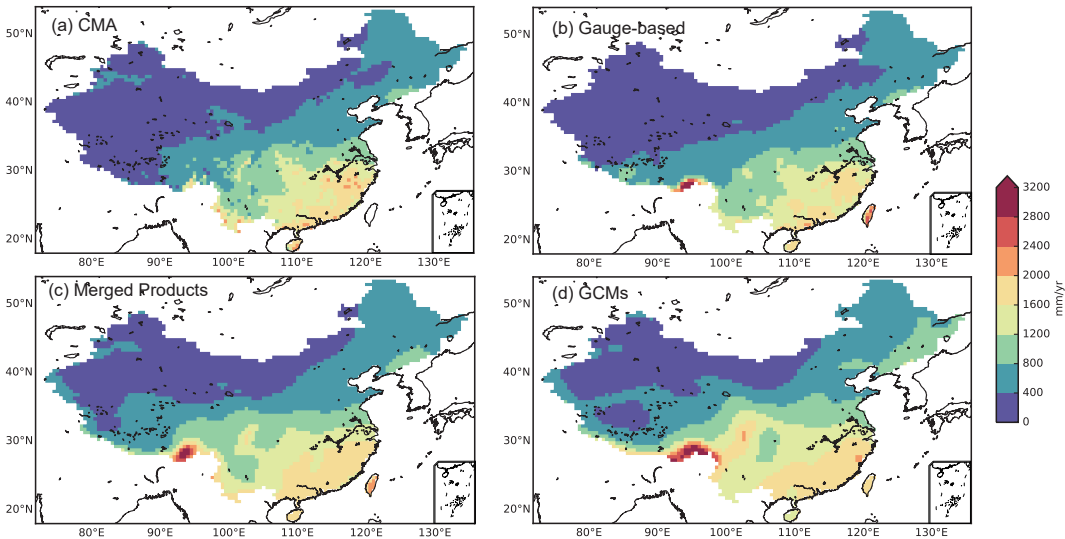 (a) CMA
(b) Gauge-based
50°N
40°N
30°N
20°N
50°N
40°N
30°N
20°N
80°E 90°E 100°E 110°E 120°E 130°E
80°E 90°E 100°E 110°E 120°E 130°E
3200
2800
2400
2000
1600
1200
800
400
0
mm/yr
(c) Merged Products
(d) GCMs
50°N
40°N
30°N
20°N
50°N
40°N
30°N
20°N
80°E 90°E 100°E 110°E 120°E 130°E
80°E 90°E 100°E 110°E 120°E 130°E